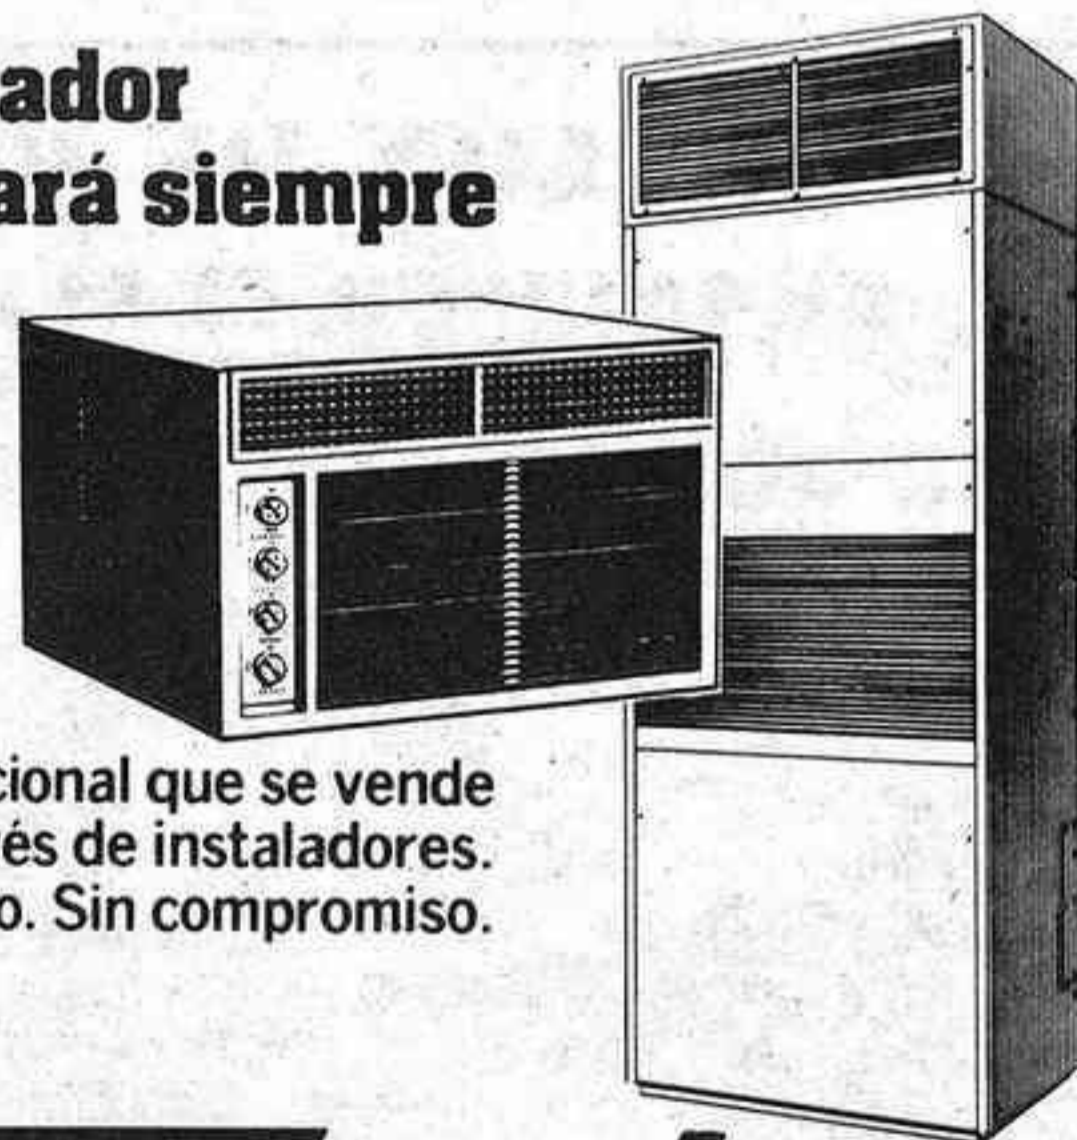 ador
ará siempre
cional que se vende
és de instaladores.
o. Sin compromiso.